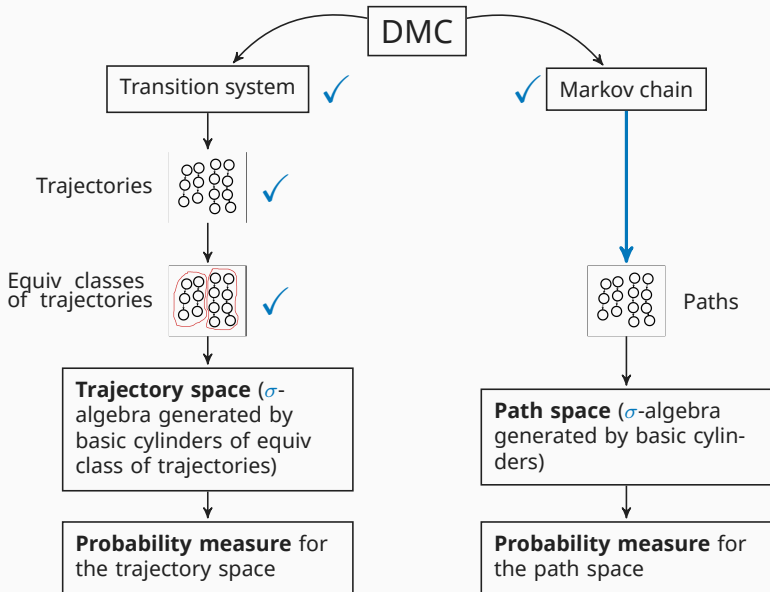 DMC
Transition system
Markov chain
Trajectories
Equiv classes
of trajectories
Paths
Trajectory space (σ-
algebra generated by
basic cylinders of equiv
class of trajectories)
Path space (σ-algebra
generated by basic cylin-
ders)
Probability measure for
the trajectory space
Probability measure for
the path space